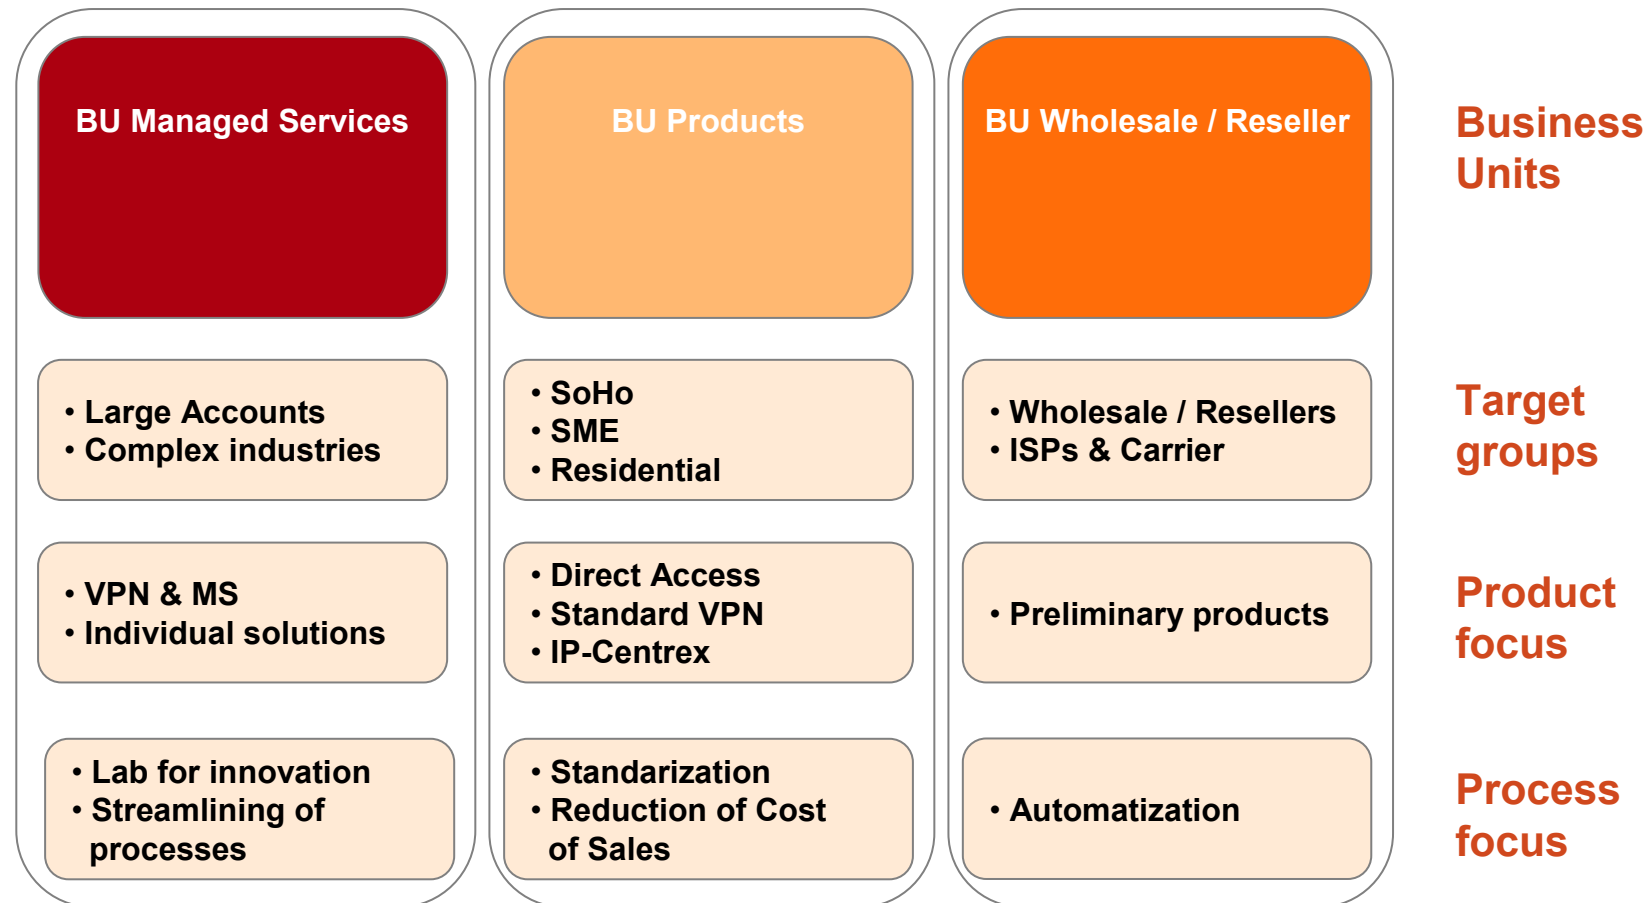 BU Managed Services
BU Products
BU Wholesale / Reseller
Business
Units
• Large Accounts
• Complex industries
• SoHo
• SME
• Residential
• Wholesale / Resellers
• ISPs & Carrier
Target
groups
• VPN & MS
• Individual solutions
• Direct Access
• Standard VPN
• IP-Centrex
• Preliminary products
Product
focus
• Lab for innovation
• Streamlining of
processes
• Standarization
• Reduction of Cost
of Sales
• Automatization
Process
focus